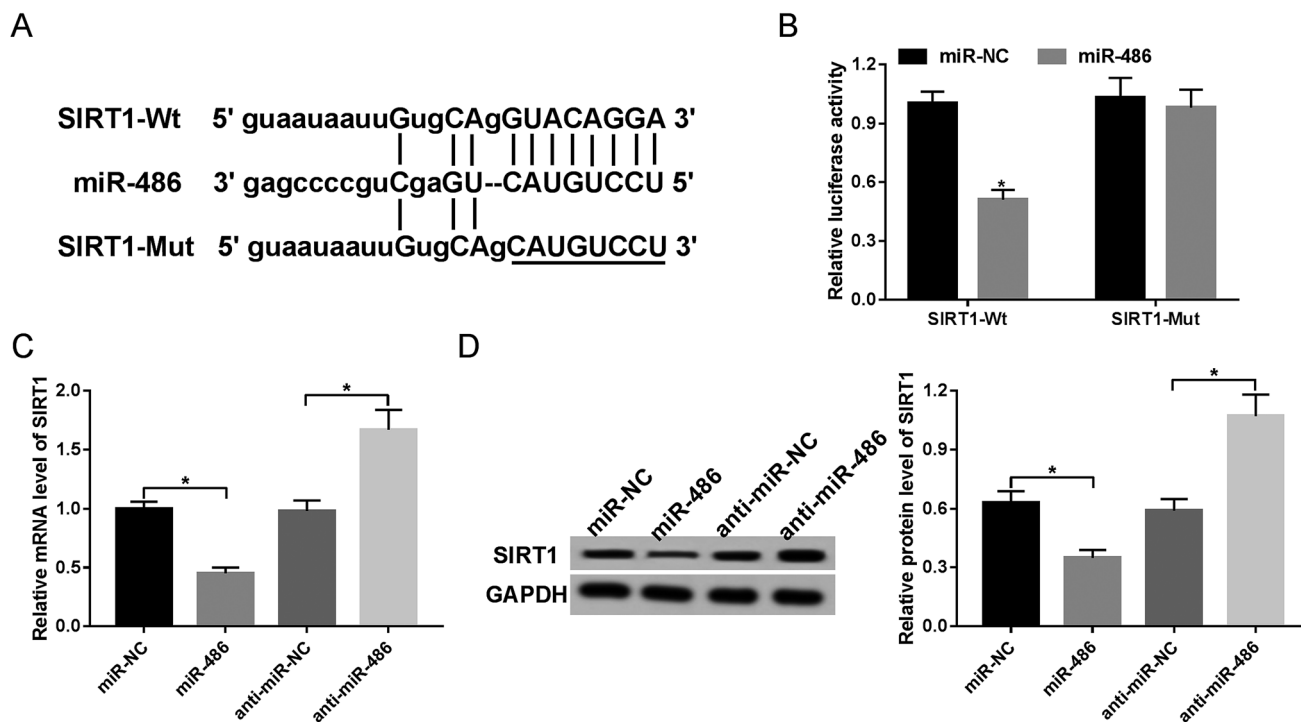 A
SIRT1-Wt 5' guaauaauuGugCAgGUACAGGA 3'
miR-486 3' gagccccguCgaGU--CAUGUCCU 5'
SIRT1-Mut 5' guaauaauuGugCAgCAUGUCCU 3'
B
miR-NC miR-486
Relative luciferase activity
1.2
0.9
0.6
0.3
0.0
*
SIRT1-Wt SIRT1-Mut
C
Relative mRNA level of SIRT1
2.0
1.5
1.0
0.5
0.0
* *
miR-NC miR-486 anti-miR-NC anti-miR-486
D
miR-NC miR-486 anti-miR-NC anti-miR-486
SIRT1
GAPDH
Relative protein level of SIRT1
1.2
0.9
0.6
0.3
0.0
* *
miR-NC miR-486 anti-miR-NC anti-miR-486